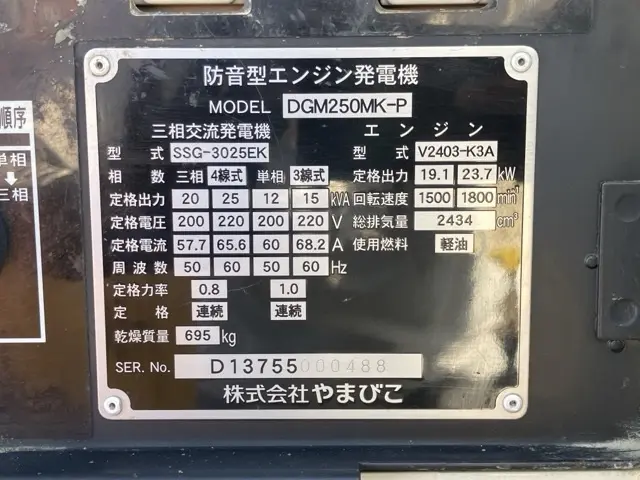 順序
単相
三相
防音型エンジン発電機
MODEL DGM250MK-P
三相交流発電機
型式 SSG-3025EK
相数 三相 4線式 単相 3線式
定格出力 20 25 12 15 kVA
定格電圧 200 220 200 220 V
定格電流 57.7 65.6 60 68.2 A
周波数 50 60 50 60 Hz
定格力率 0.8 1.0
定格 連続 連続
乾燥質量 695 kg
エンジン
型式 V2403-K3A
定格出力 19.1 23.7 kW
回転速度 1500 1800 min⁻¹
総排気量 2434 cm³
使用燃料 軽油
SER. No. D13755000488
株式会社やまびこ